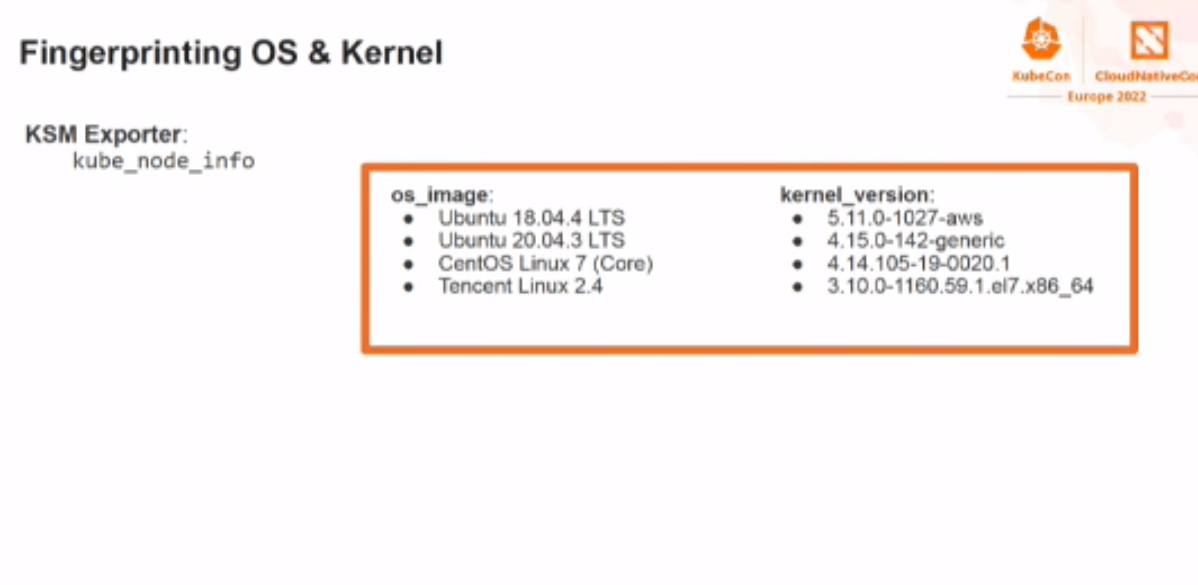 Fingerprinting OS & Kernel
KubeCon
CloudNativeCon
Europe 2022
KSM Exporter:
kube_node_info
os_image:
● Ubuntu 18.04.4 LTS
● Ubuntu 20.04.3 LTS
● CentOS Linux 7 (Core)
● Tencent Linux 2.4
kernel_version:
● 5.11.0-1027-aws
● 4.15.0-142-generic
● 4.14.105-19-0020.1
● 3.10.0-1160.59.1.el7.x86_64